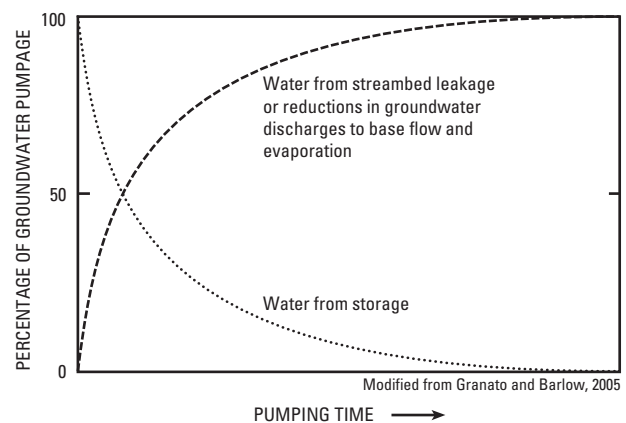 PERCENTAGE OF GROUNDWATER PUMPAGE
100
50
0
Water from streambed leakage
or reductions in groundwater
discharges to base flow and
evaporation
Water from storage
Modified from Granato and Barlow, 2005
PUMPING TIME